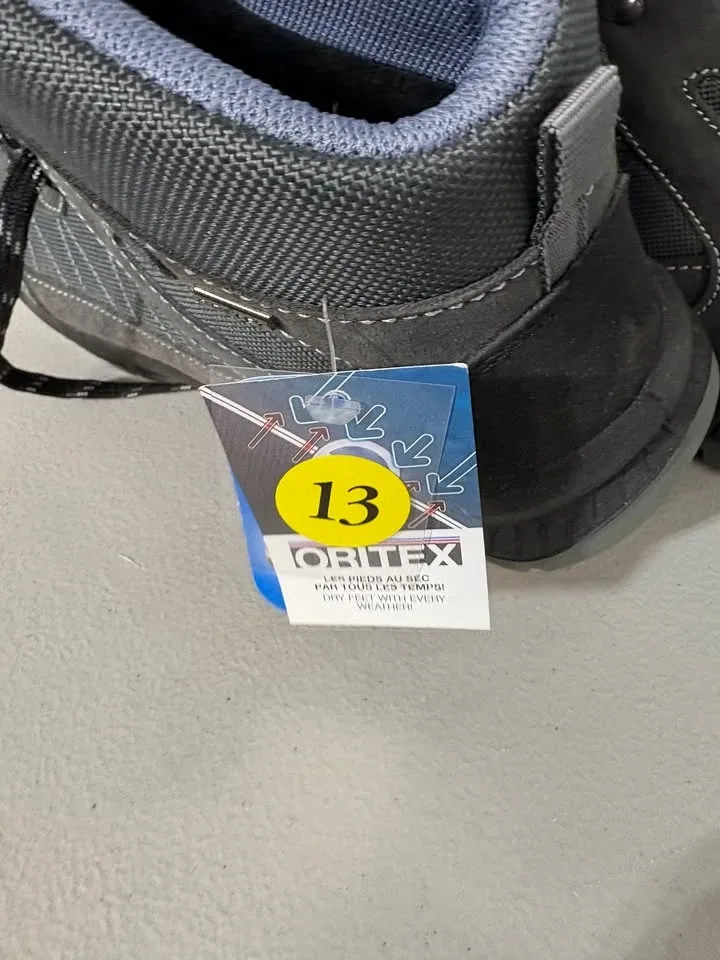 13
ORITEX
LES PIEDS AU SEC
PAR TOUS LES TEMPS!
DRY FEET WITH EVERY
WEATHER!